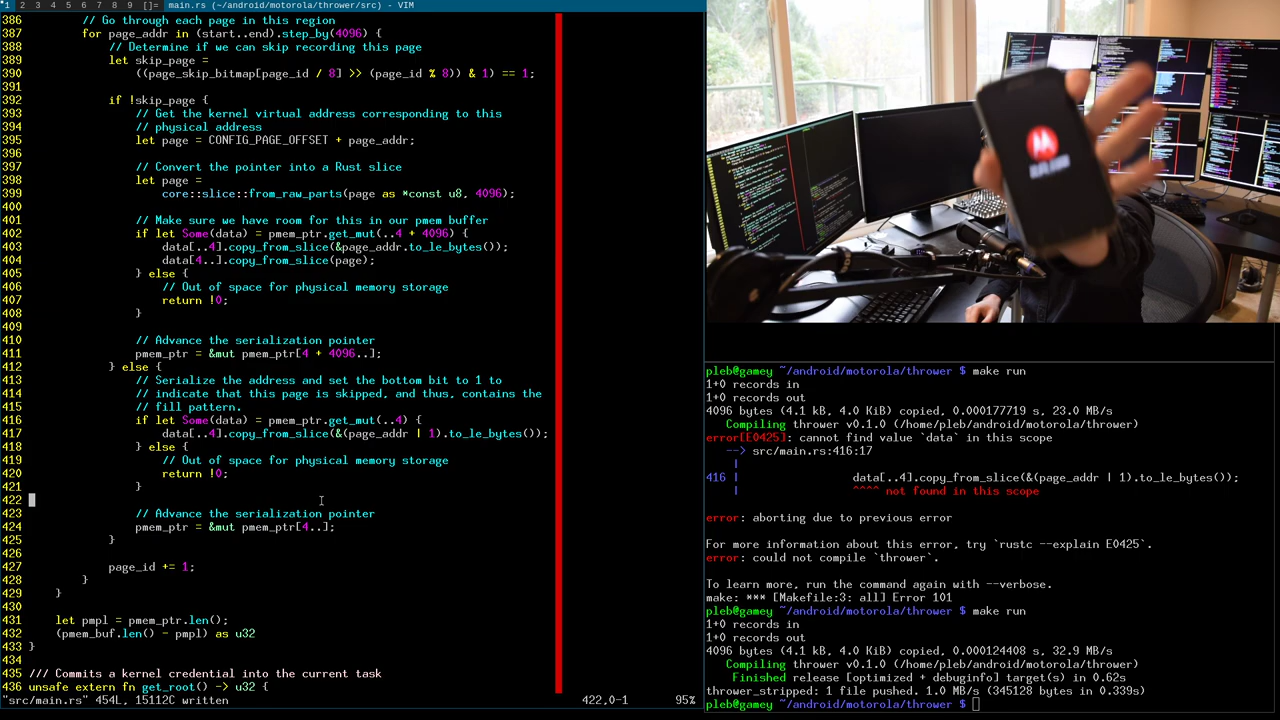 1 2 3 4 5 6 7 8 9 []= main.rs (~/android/motorola/thrower/src) - VIM
386 // Go through each page in this region
387 for page_addr in (start..end).step_by(4096) {
388 // Determine if we can skip recording this page
389 let skip_page =
390 ((page_skip_bitmap[page_id / 8] >> (page_id % 8)) & 1) == 1;
391
392 if !skip_page {
393 // Get the kernel virtual address corresponding to this
394 // physical address
395 let page = CONFIG_PAGE_OFFSET + page_addr;
396
397 // Convert the pointer into a Rust slice
398 let page =
399 core::slice::from_raw_parts(page as *const u8, 4096);
400
401 // Make sure we have room for this in our pmem buffer
402 if let Some(data) = pmem_ptr.get_mut(..4 + 4096) {
403 data[..4].copy_from_slice(&page_addr.to_le_bytes());
404 data[4..].copy_from_slice(page);
405 } else {
406 // Out of space for physical memory storage
407 return !0;
408 }
409
410 // Advance the serialization pointer
411 pmem_ptr = &mut pmem_ptr[4 + 4096..];
412 } else {
413 // Serialize the address and set the bottom bit to 1 to
414 // indicate that this page is skipped, and thus, contains the
415 // fill pattern.
416 if let Some(data) = pmem_ptr.get_mut(..4) {
417 data[..4].copy_from_slice(&(page_addr | 1).to_le_bytes());
418 } else {
419 // Out of space for physical memory storage
420 return !0;
421 }
422
423 // Advance the serialization pointer
424 pmem_ptr = &mut pmem_ptr[4..];
425 }
426
427 page_id += 1;
428 }
429 }
430
431 let pmpl = pmem_ptr.len();
432 (pmem_buf.len() - pmpl) as u32
433 }
434
435 /// Commits a kernel credential into the current task
436 unsafe extern fn get_root() -> u32 {
"src/main.rs" 454L, 15112C written 422,0-1 95%
pleb@gamey ~/android/motorola/thrower $ make run
1+0 records in
1+0 records out
4096 bytes (4.1 kB, 4.0 KiB) copied, 0.000177719 s, 23.0 MB/s
Compiling thrower v0.1.0 (/home/pleb/android/motorola/thrower)
error[E0425]: cannot find value `data` in this scope
--> src/main.rs:416:17
|
416 | data[..4].copy_from_slice(&(page_addr | 1).to_le_bytes());
| ^^^^ not found in this scope
error: aborting due to previous error
For more information about this error, try `rustc --explain E0425`.
error: could not compile `thrower`.
To learn more, run the command again with --verbose.
make: *** [Makefile:3: all] Error 101
pleb@gamey ~/android/motorola/thrower $ make run
1+0 records in
1+0 records out
4096 bytes (4.1 kB, 4.0 KiB) copied, 0.000124408 s, 32.9 MB/s
Compiling thrower v0.1.0 (/home/pleb/android/motorola/thrower)
Finished release [optimized + debuginfo] target(s) in 0.62s
thrower_stripped: 1 file pushed. 1.0 MB/s (345128 bytes in 0.339s)
pleb@gamey ~/android/motorola/thrower $